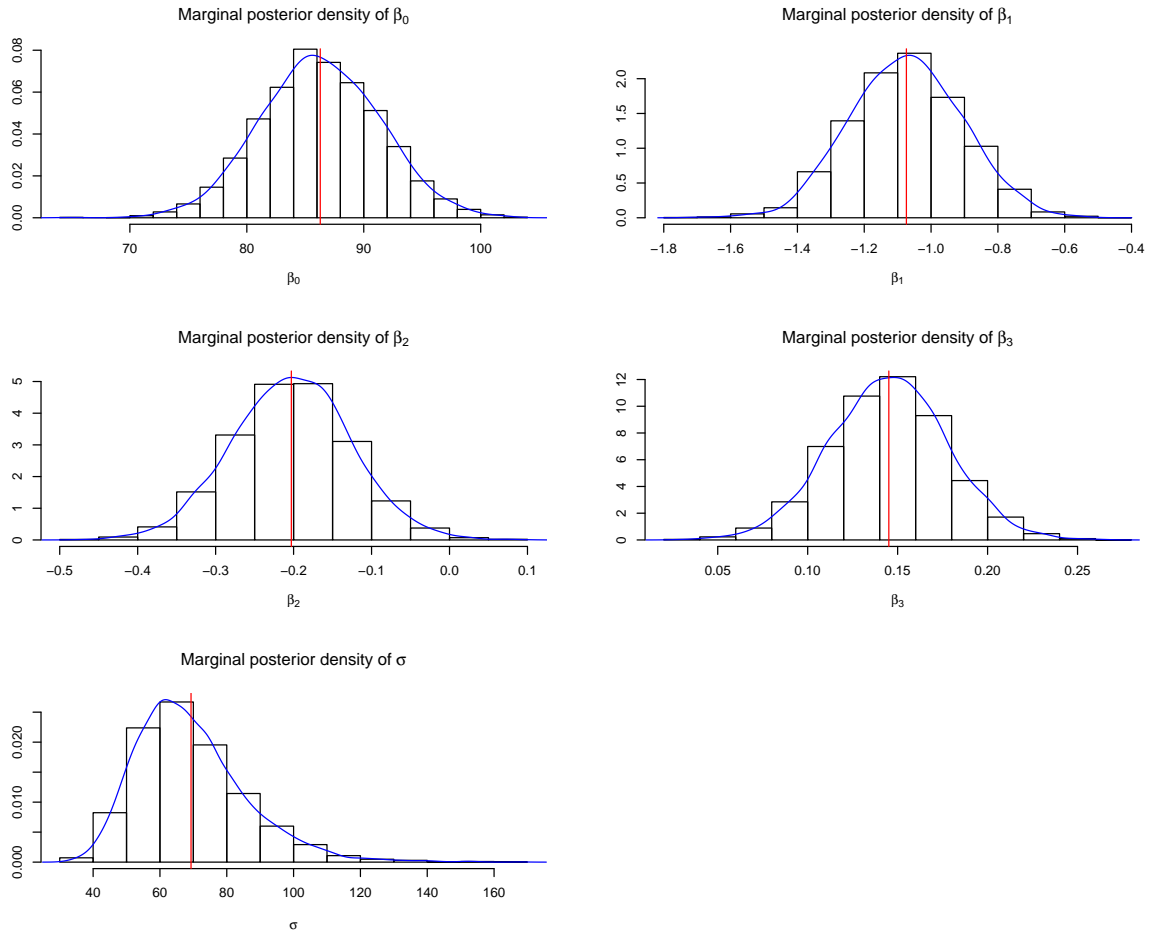 Marginal posterior density of β₀
0.00 0.02 0.04 0.06 0.08
70 80 90 100
β₀
Marginal posterior density of β₁
0.0 0.5 1.0 1.5 2.0
−1.8 −1.6 −1.4 −1.2 −1.0 −0.8 −0.6 −0.4
β₁
Marginal posterior density of β₂
0 1 2 3 4 5
−0.5 −0.4 −0.3 −0.2 −0.1 0.0 0.1
β₂
Marginal posterior density of β₃
0 2 4 6 8 10 12
0.05 0.10 0.15 0.20 0.25
β₃
Marginal posterior density of σ
0.000 0.010 0.020
40 60 80 100 120 140 160
σ